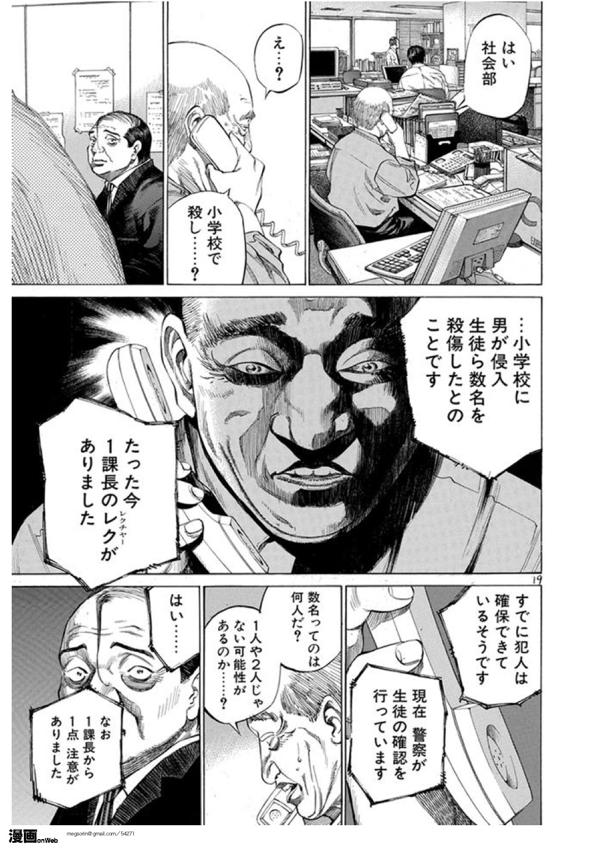 はい
社会部
え…？
小学校で
殺し……？
…小学校に
男が侵入
生徒ら数名を
殺傷したとの
ことです
たった今
１課長のレクが
レクチャー
ありました
19
すでに犯人は
確保できて
いるそうです
現在 警察が
生徒の確認を
行っています
数名ってのは
何人だ？
１人や２人じゃ
ない可能性が
あるのか……？
はい……
なお
１課長から
１点 注意が
ありました
漫画onWeb
megaorin@gmail.com/54271